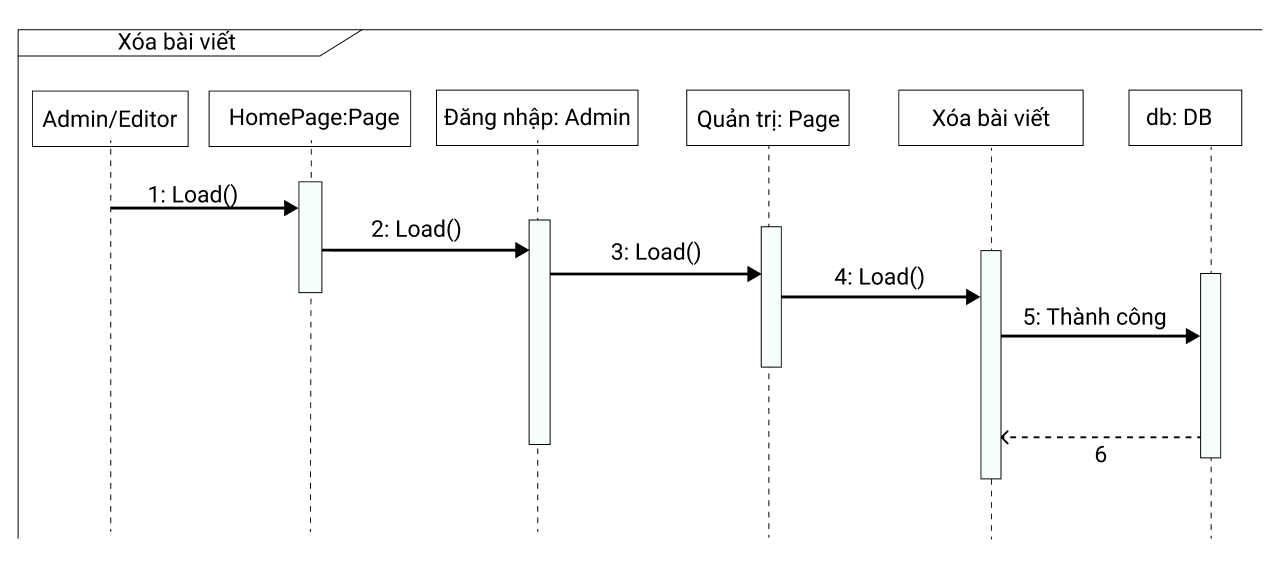 Xóa bài viết
Admin/Editor
HomePage:Page
Đăng nhập: Admin
Quản trị: Page
Xóa bài viết
db: DB
1: Load()
2: Load()
3: Load()
4: Load()
5: Thành công
6